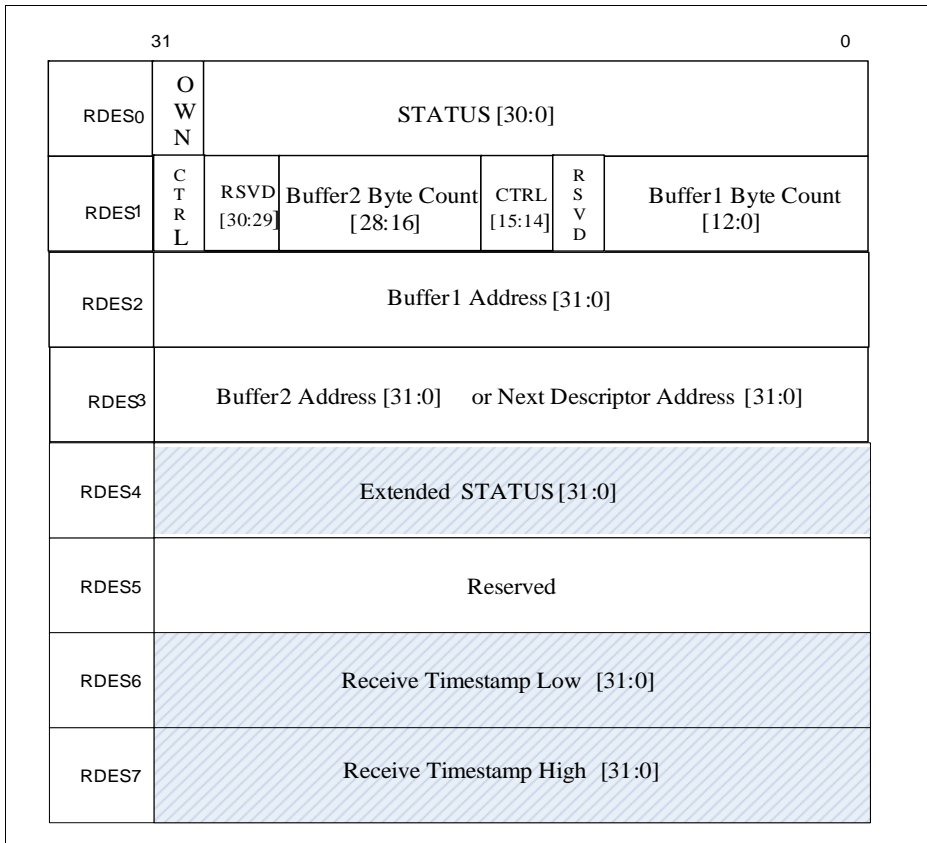 31 0
RDES0 OWN STATUS [30:0]
RDES1 CTRL RSVD [30:29] Buffer2 Byte Count [28:16] CTRL [15:14] RSVD Buffer1 Byte Count [12:0]
RDES2 Buffer1 Address [31:0]
RDES3 Buffer2 Address [31:0] or Next Descriptor Address [31:0]
RDES4 Extended STATUS [31:0]
RDES5 Reserved
RDES6 Receive Timestamp Low [31:0]
RDES7 Receive Timestamp High [31:0]